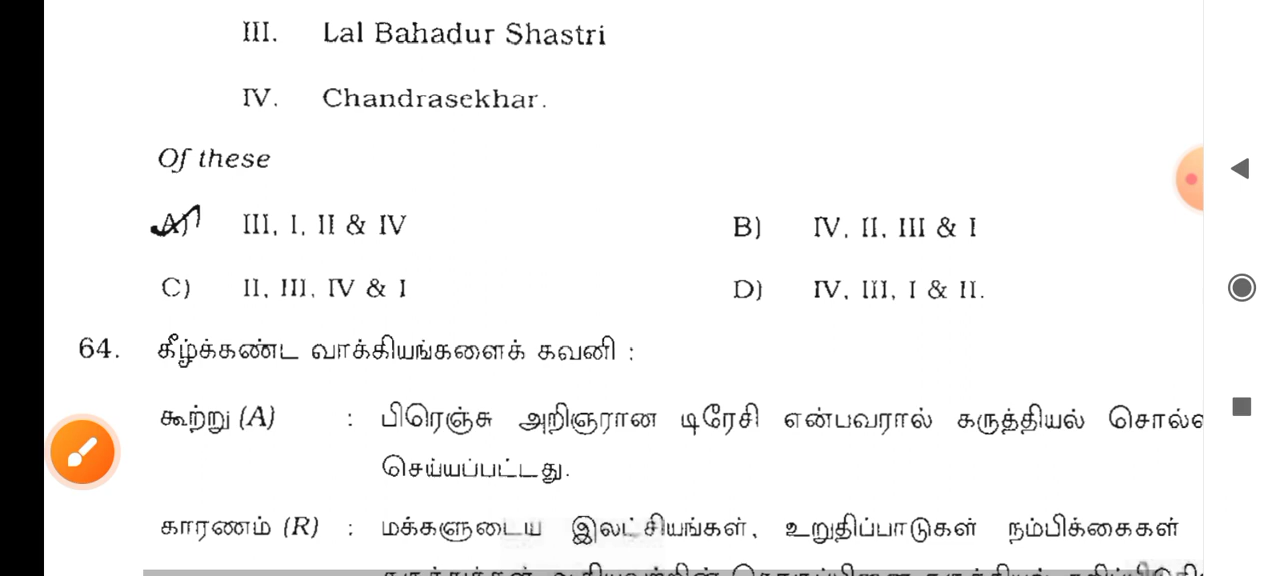 III. Lal Bahadur Shastri
IV. Chandrasekhar.
Of these
A) III, I, II & IV
B) IV, II, III & I
C) II, III, IV & I
D) IV, III, I & II.
64. கீழ்க்கண்ட வாக்கியங்களைக் கவனி :
கூற்று (A) : பிரெஞ்சு அறிஞரான டிரேசி என்பவரால் கருத்தியல்
செய்யப்பட்டது.
காரணம் (R) : மக்களுடைய இலட்சியங்கள், உறுதிப்பாடுகள் நம்பிக்கைகள்